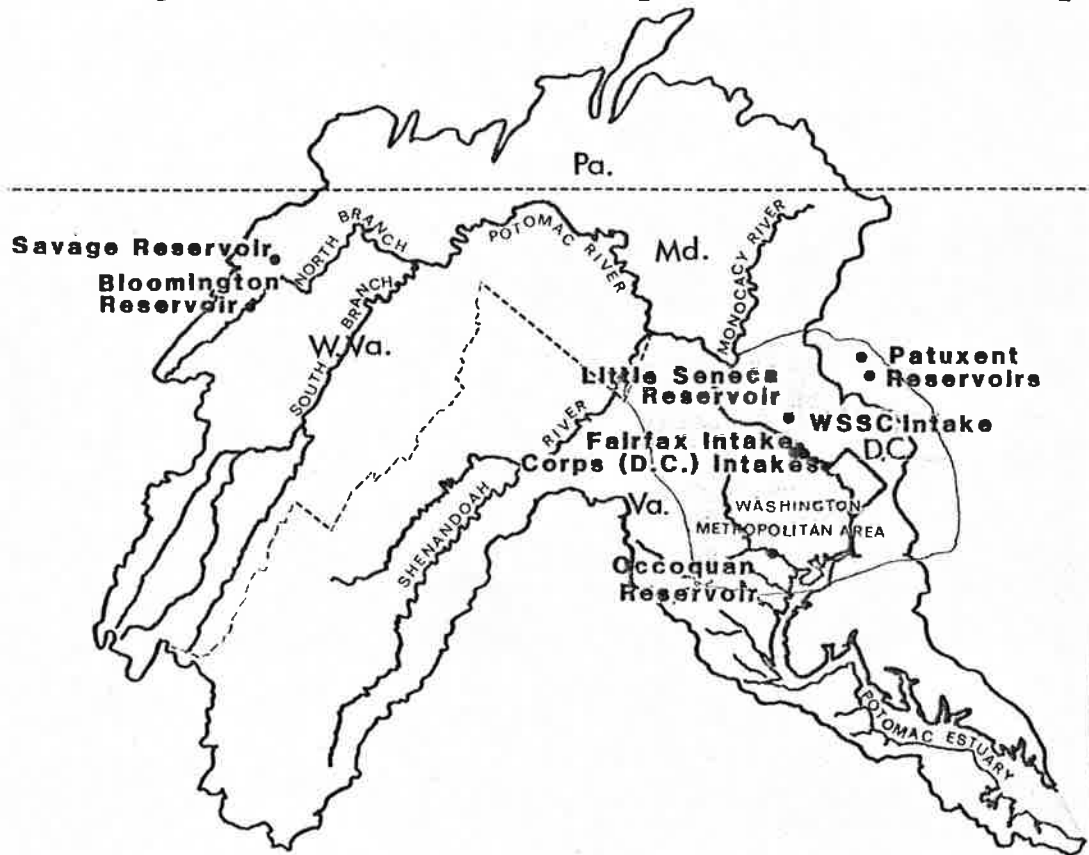 Pa.
NORTH BRANCH
POTOMAC RIVER
MONOCACY RIVER
Md.
Savage Reservoir
Bloomington
Reservoir
SOUTH BRANCH
W.Va.
Patuxent
Reservoirs
Little Seneca
Reservoir
WSSC Intake
Fairfax Intake
D.C.
Corps (D.C.) Intakes
SHENANDOAH RIVER
Va.
WASHINGTON
METROPOLITAN AREA
Occoquan
Reservoir
POTOMAC ESTUARY